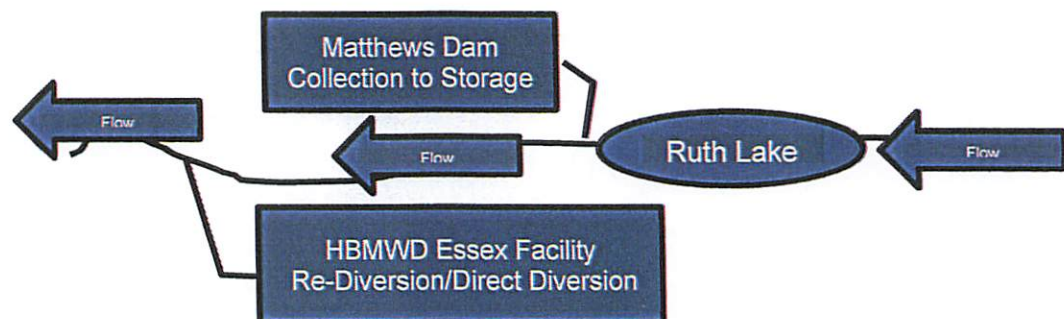 Matthews Dam
Collection to Storage
Flow
Flow
Ruth Lake
Flow
HBMWD Essex Facility
Re-Diversion/Direct Diversion